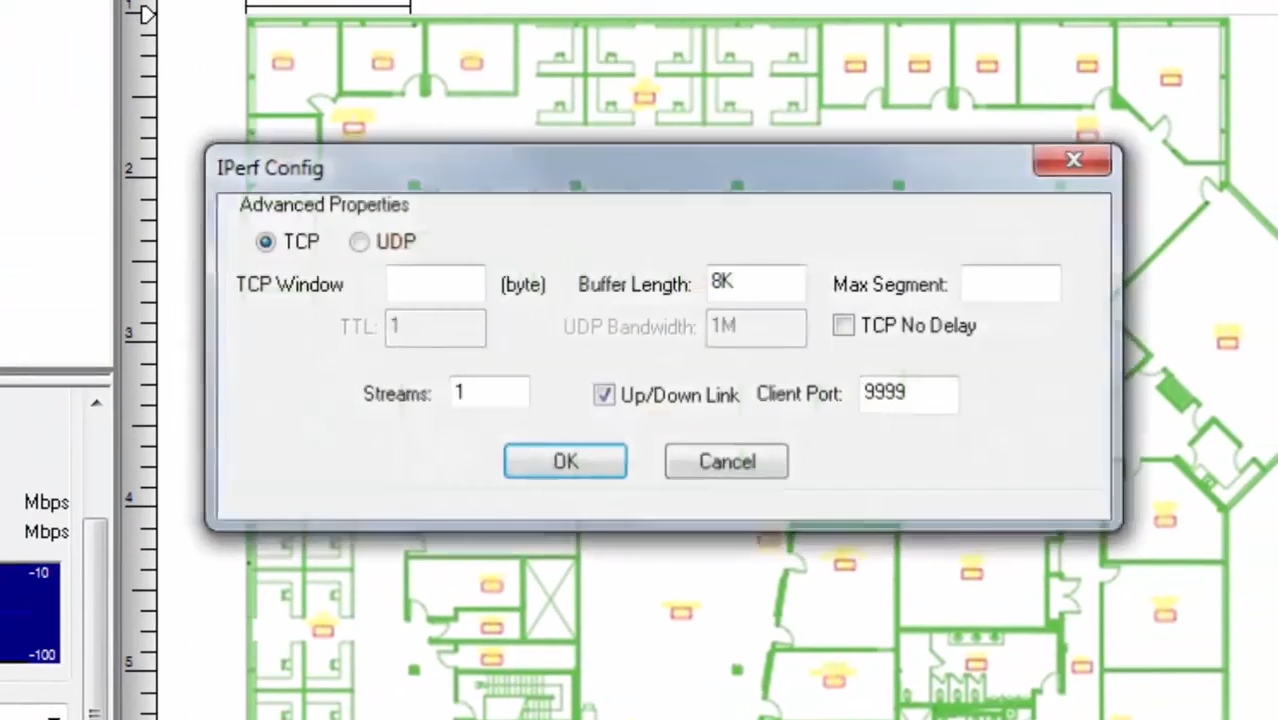 1
IPerf Config
2
Advanced Properties
TCP UDP
TCP Window (byte) Buffer Length: 8K Max Segment:
TTL: 1 UDP Bandwidth: 1M TCP No Delay
3
Streams: 1 Up/Down Link Client Port: 9999
OK Cancel
4
Mbps
Mbps
-10
-100
5